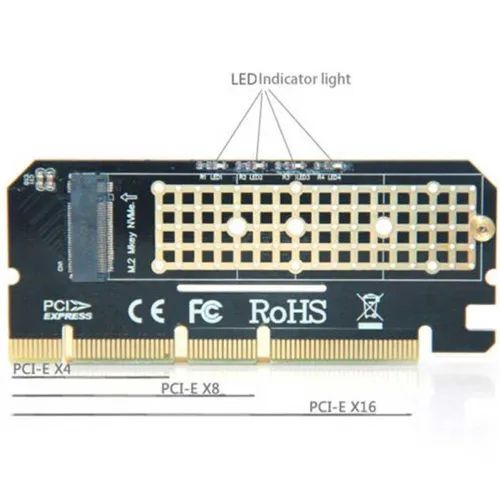 LED Indicator light
R1 LED1 R2 LED2 R3 LED3 R4 LED4
M.2 Mkey NVMe
PCI
EXPRESS
CE FC RoHS
PCI-E X4
PCI-E X8
PCI-E X16